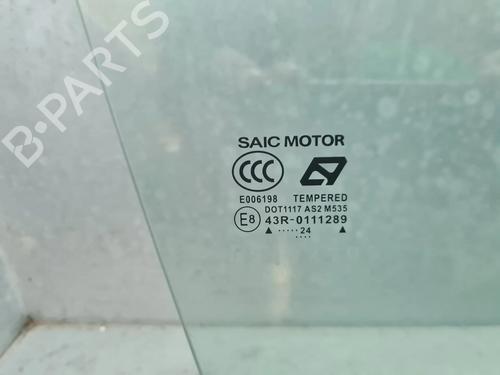 B-PARTS
SAIC MOTOR
CCC
E006198 TEMPERED
DOT1117 AS2 M535
E8 43R-0111289
▲ ..... 24 ▲
....